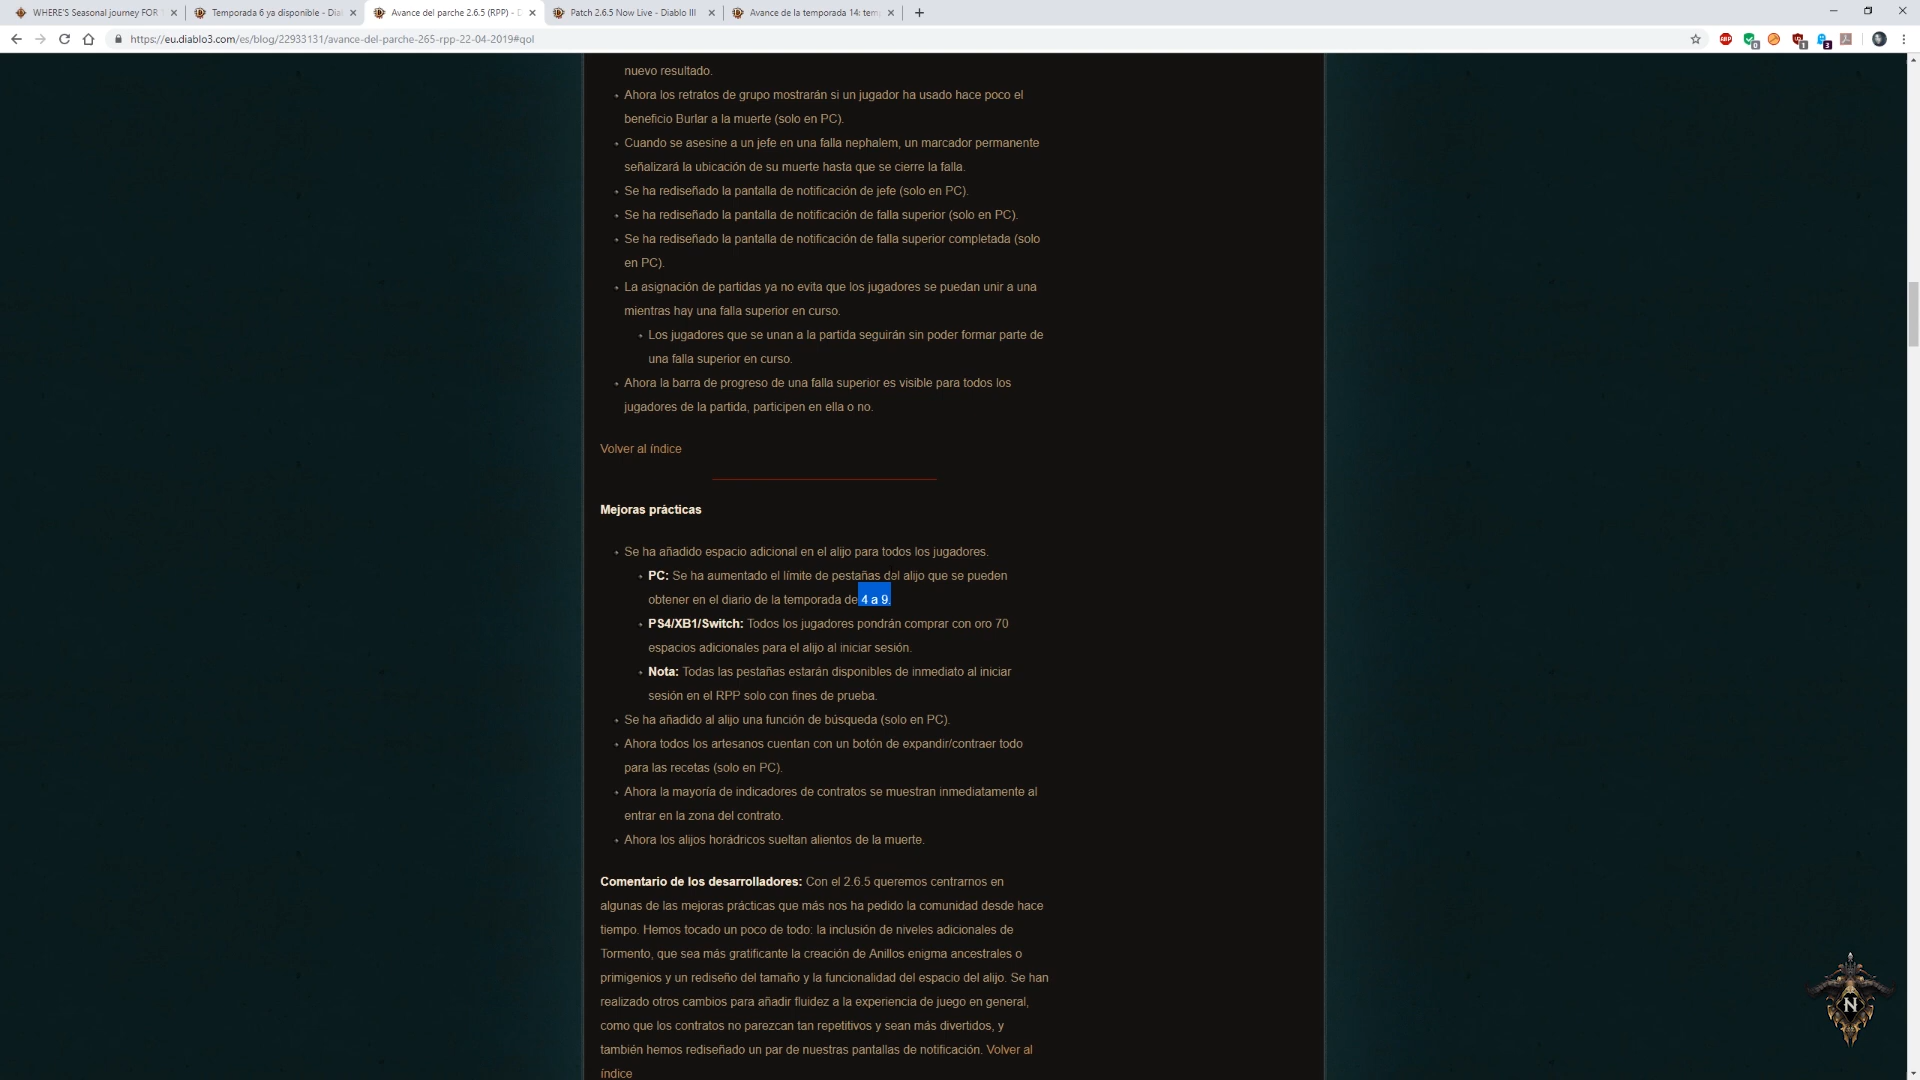 WHERE'S Seasonal journey FOR
Temporada 6 ya disponible - Dia
Avance del parche 2.6.5 (RPP) - D
Patch 2.6.5 Now Live - Diablo III
Avance de la temporada 14: tem
https://eu.diablo3.com/es/blog/22933131/avance-del-parche-265-rpp-22-04-2019#qol
nuevo resultado.
Ahora los retratos de grupo mostrarán si un jugador ha usado hace poco el
beneficio Burlar a la muerte (solo en PC).
Cuando se asesine a un jefe en una falla nephalem, un marcador permanente
señalizará la ubicación de su muerte hasta que se cierre la falla.
Se ha rediseñado la pantalla de notificación de jefe (solo en PC).
Se ha rediseñado la pantalla de notificación de falla superior (solo en PC).
Se ha rediseñado la pantalla de notificación de falla superior completada (solo
en PC).
La asignación de partidas ya no evita que los jugadores se puedan unir a una
mientras hay una falla superior en curso.
Los jugadores que se unan a la partida seguirán sin poder formar parte de
una falla superior en curso.
Ahora la barra de progreso de una falla superior es visible para todos los
jugadores de la partida, participen en ella o no.
Volver al índice
Mejoras prácticas
Se ha añadido espacio adicional en el alijo para todos los jugadores.
PC: Se ha aumentado el límite de pestañas del alijo que se pueden
obtener en el diario de la temporada de 4 a 9.
PS4/XB1/Switch: Todos los jugadores pondrán comprar con oro 70
espacios adicionales para el alijo al iniciar sesión.
Nota: Todas las pestañas estarán disponibles de inmediato al iniciar
sesión en el RPP solo con fines de prueba.
Se ha añadido al alijo una función de búsqueda (solo en PC).
Ahora todos los artesanos cuentan con un botón de expandir/contraer todo
para las recetas (solo en PC).
Ahora la mayoría de indicadores de contratos se muestran inmediatamente al
entrar en la zona del contrato.
Ahora los alijos horádricos sueltan alientos de la muerte.
Comentario de los desarrolladores: Con el 2.6.5 queremos centrarnos en
algunas de las mejoras prácticas que más nos ha pedido la comunidad desde hace
tiempo. Hemos tocado un poco de todo: la inclusión de niveles adicionales de
Tormento, que sea más gratificante la creación de Anillos enigma ancestrales o
primigenios y un rediseño del tamaño y la funcionalidad del espacio del alijo. Se han
realizado otros cambios para añadir fluidez a la experiencia de juego en general,
como que los contratos no parezcan tan repetitivos y sean más divertidos, y
también hemos rediseñado un par de nuestras pantallas de notificación. Volver al
índice
N